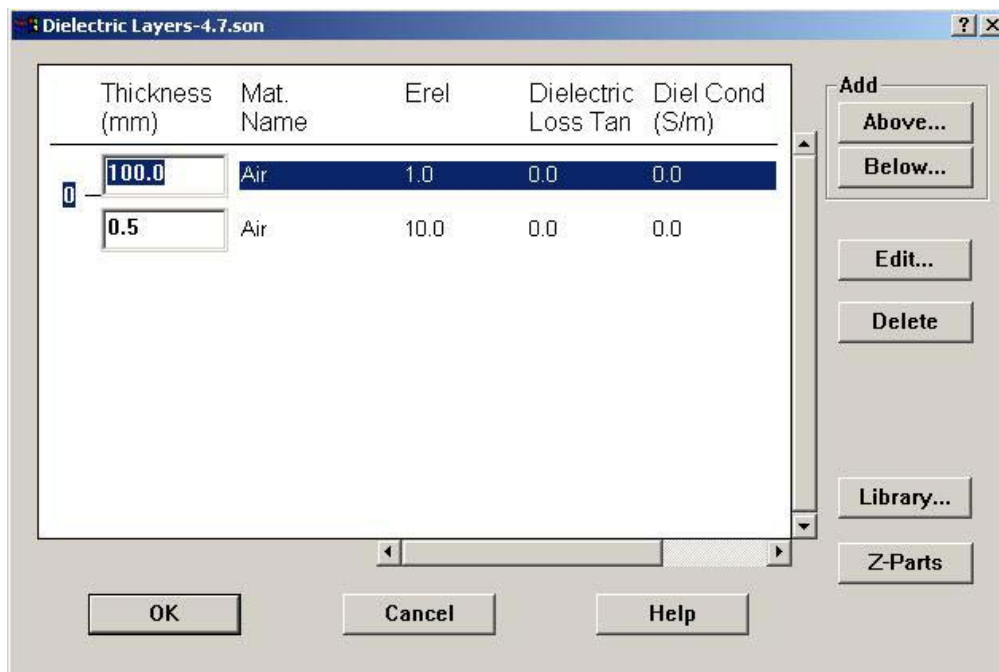 Dielectric Layers-4.7.son
Thickness (mm) Mat. Name Erel Dielectric Loss Tan Diel Cond (S/m)
100.0 Air 1.0 0.0 0.0
0
0.5 Air 10.0 0.0 0.0
Add
Above...
Below...
Edit...
Delete
Library...
Z-Parts
OK Cancel Help